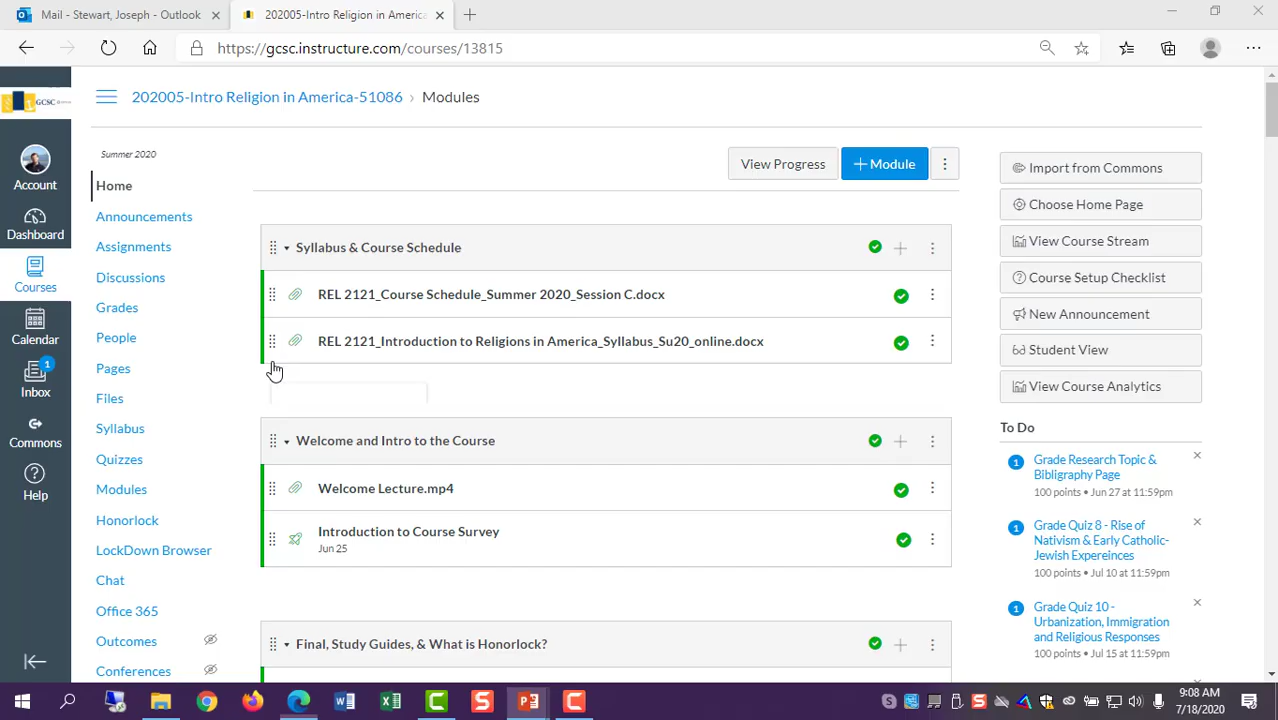 Mail - Stewart, Joseph - Outlook
202005-Intro Religion in America
https://gcsc.instructure.com/courses/13815
GCSC
202005-Intro Religion in America-51086 › Modules
Account
Dashboard
Courses
Calendar
1
Inbox
Commons
Help
Summer 2020
Home
Announcements
Assignments
Discussions
Grades
People
Pages
Files
Syllabus
Quizzes
Modules
Honorlock
LockDown Browser
Chat
Office 365
Outcomes
Conferences
View Progress
+ Module
Syllabus & Course Schedule
REL 2121_Course Schedule_Summer 2020_Session C.docx
REL 2121_Introduction to Religions in America_Syllabus_Su20_online.docx
Welcome and Intro to the Course
Welcome Lecture.mp4
Introduction to Course Survey
Jun 25
Final, Study Guides, & What is Honorlock?
Import from Commons
Choose Home Page
View Course Stream
Course Setup Checklist
New Announcement
Student View
View Course Analytics
To Do
1
Grade Research Topic &
Bibligraphy Page
100 points • Jun 27 at 11:59pm
1
Grade Quiz 8 - Rise of
Nativism & Early Catholic-
Jewish Expereinces
100 points • Jul 10 at 11:59pm
1
Grade Quiz 10 -
Urbanization, Immigration
and Religious Responses
100 points • Jul 15 at 11:59pm
9:08 AM
7/18/2020